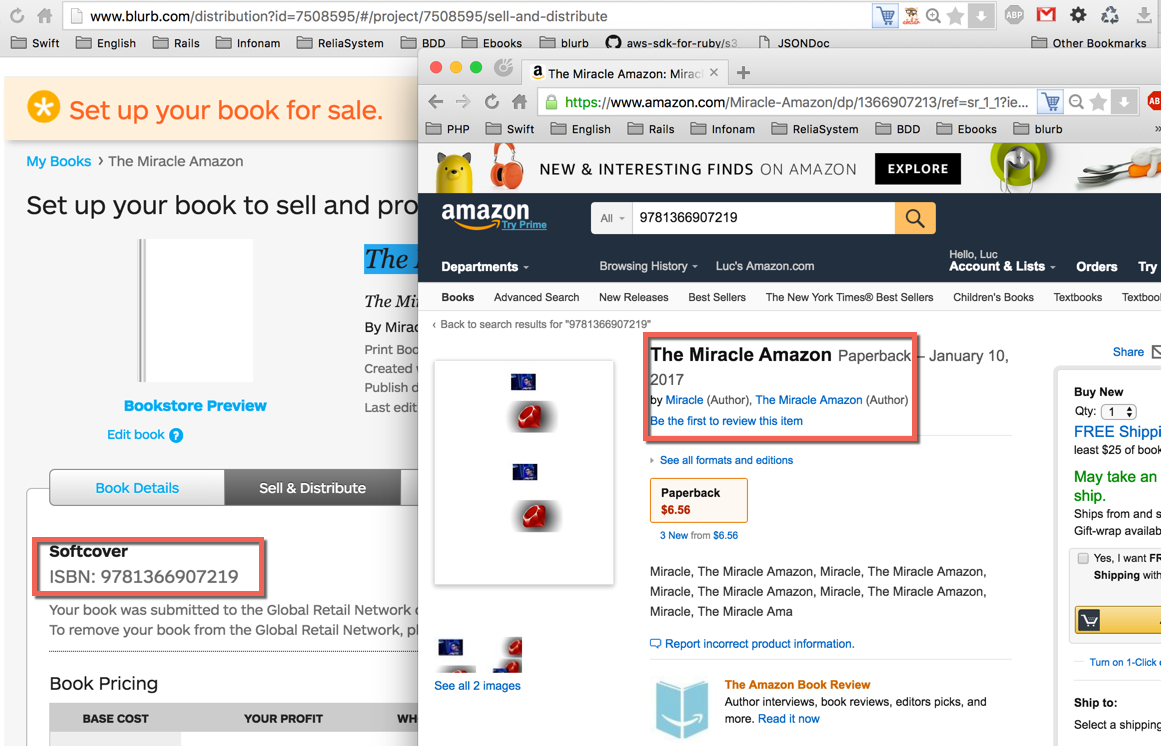 www.blurb.com/distribution?id=7508595/#/project/7508595/sell-and-distribute
ABP
Swift English Rails Infonam ReliaSystem BDD Ebooks blurb aws-sdk-for-ruby/s3 JSONDoc Other Bookmarks
Set up your book for sale.
My Books › The Miracle Amazon
Set up your book to sell and pro
The
The Mi
By Mirac
Print Boo
Created
Publish d
Last edit
Bookstore Preview
Edit book ?
Book Details
Sell & Distribute
Softcover
ISBN: 9781366907219
Your book was submitted to the Global Retail Network
To remove your book from the Global Retail Network, pl
Book Pricing
BASE COST YOUR PROFIT WHO
a The Miracle Amazon: Mirac
https://www.amazon.com/Miracle-Amazon/dp/1366907213/ref=sr_1_1?ie...
AB
PHP Swift English Rails Infonam ReliaSystem BDD Ebooks blurb »
NEW & INTERESTING FINDS ON AMAZON EXPLORE
amazon
Try Prime
All 9781366907219
Departments
Browsing History Luc's Amazon.com
Hello, Luc
Account & Lists
Orders Try
Books Advanced Search New Releases Best Sellers The New York Times® Best Sellers Children's Books Textbooks Textboo
‹ Back to search results for "9781366907219"
The Miracle Amazon Paperback – January 10,
2017
by Miracle (Author), The Miracle Amazon (Author)
Be the first to review this item
See all formats and editions
Paperback
$6.56
3 New from $6.56
Miracle, The Miracle Amazon, Miracle, The Miracle Amazon,
Miracle, The Miracle Amazon, Miracle, The Miracle Amazon,
Miracle, The Miracle Ama
Report incorrect product information.
See all 2 images
The Amazon Book Review
Author interviews, book reviews, editors picks, and
more. Read it now
Share
Buy New
Qty: 1
FREE Shippi
least $25 of book
May take an
ship.
Ships from and s
Gift-wrap availab
Yes, I want FR
Shipping with
Turn on 1-Click
Ship to:
Select a shipping